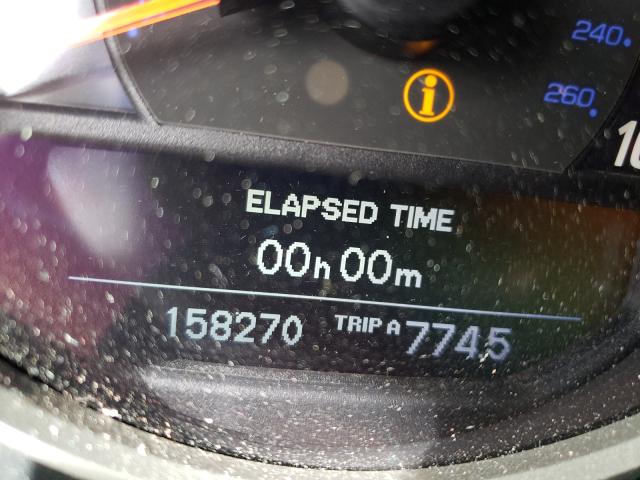 240
260
i
ELAPSED TIME
00h 00m
158270 TRIP A 7745